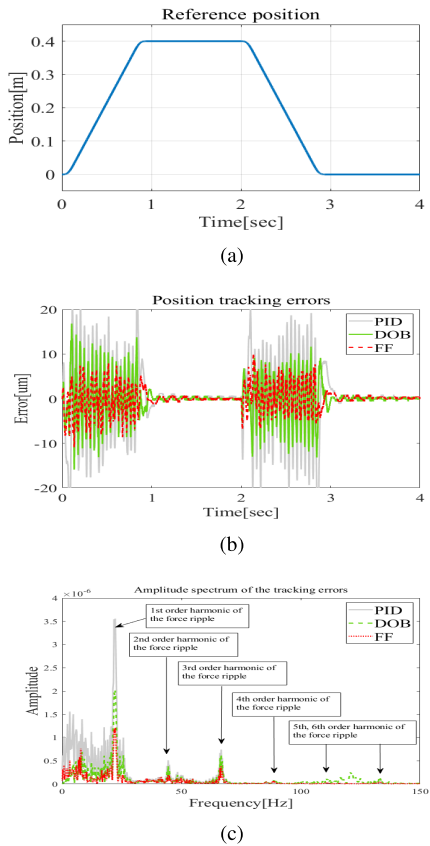 Reference position
0.4
0.3
0.2
0.1
0
Position[m]
0 1 2 3 4
Time[sec]
(a)
Position tracking errors
20
10
0
-10
-20
Error[um]
PID
DOB
FF
0 1 2 3 4
Time[sec]
(b)
Amplitude spectrum of the tracking errors
×10-6
4
3.5
3
2.5
2
1.5
1
0.5
0
Amplitude
PID
DOB
FF
1st order harmonic of
the force ripple
2nd order harmonic of
the force ripple
3rd order harmonic of
the force ripple
4th order harmonic of
the force ripple
5th, 6th order harmonic of
the force ripple
0 50 100 150
Frequency[Hz]
(c)